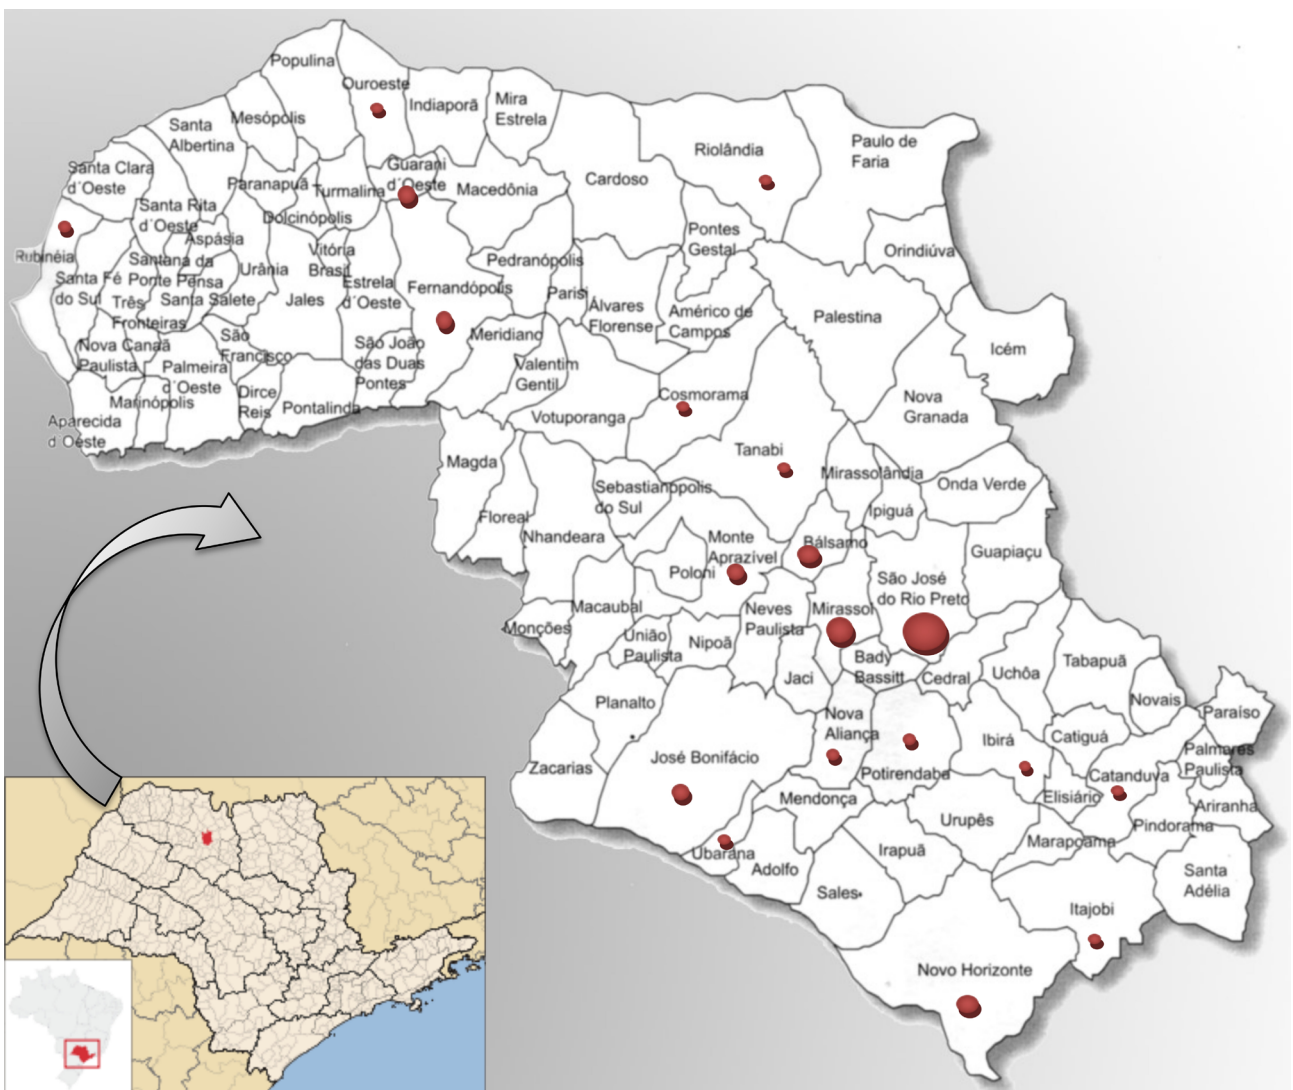 Populina
Ouroeste
Indiaporã
Mira
Estrela
Mesópolis
Santa
Albertina
Riolândia
Paulo de
Faria
Santa Clara
d´Oeste
Paranapuã
Turmalina
Guarani
d´Oeste
Macedônia
Cardoso
Santa Rita
d´Oeste
Dolcinópolis
Aspásia
Pontes
Gestal
Orindiúva
Rubinéia
Santana da
Ponte Pensa
Urânia
Vitória
Brasil
Pedranópolis
Santa Fé
do Sul
Três
Fronteiras
Santa Salete
Jales
Estrela
d´Oeste
Fernandópolis
Parisi
Álvares
Florense
Américo de
Campos
Palestina
Icém
Nova Canaã
Paulista
São
Francisco
São João
das Duas
Pontes
Meridiano
Valentim
Gentil
Palmeira
d´Oeste
Marinópolis
Dirce
Reis
Pontalinda
Aparecida
d Oeste
Votuporanga
Cosmorama
Nova
Granada
Magda
Tanabi
Mirassolândia
Onda Verde
Sebastianópolis
do Sul
Floreal
Ipiguá
Nhandeara
Monte
Aprazível
Poloni
Bálsamo
Guapiaçu
São José
do Rio Preto
Macaubal
Monções
Neves
Paulista
Mirassol
União
Paulista
Nipoã
Bady
Bassitt
Jaci
Cedral
Uchôa
Tabapuã
Planalto
Novais
Paraíso
Nova
Aliança
Ibirá
Catiguá
José Bonifácio
Zacarias
Potirendaba
Palmares
Paulista
Catanduva
Elisiário
Mendonça
Ariranha
Urupês
Pindorama
Marapoama
Ubarana
Adolfo
Irapuã
Sales
Santa
Adélia
Itajobi
Novo Horizonte